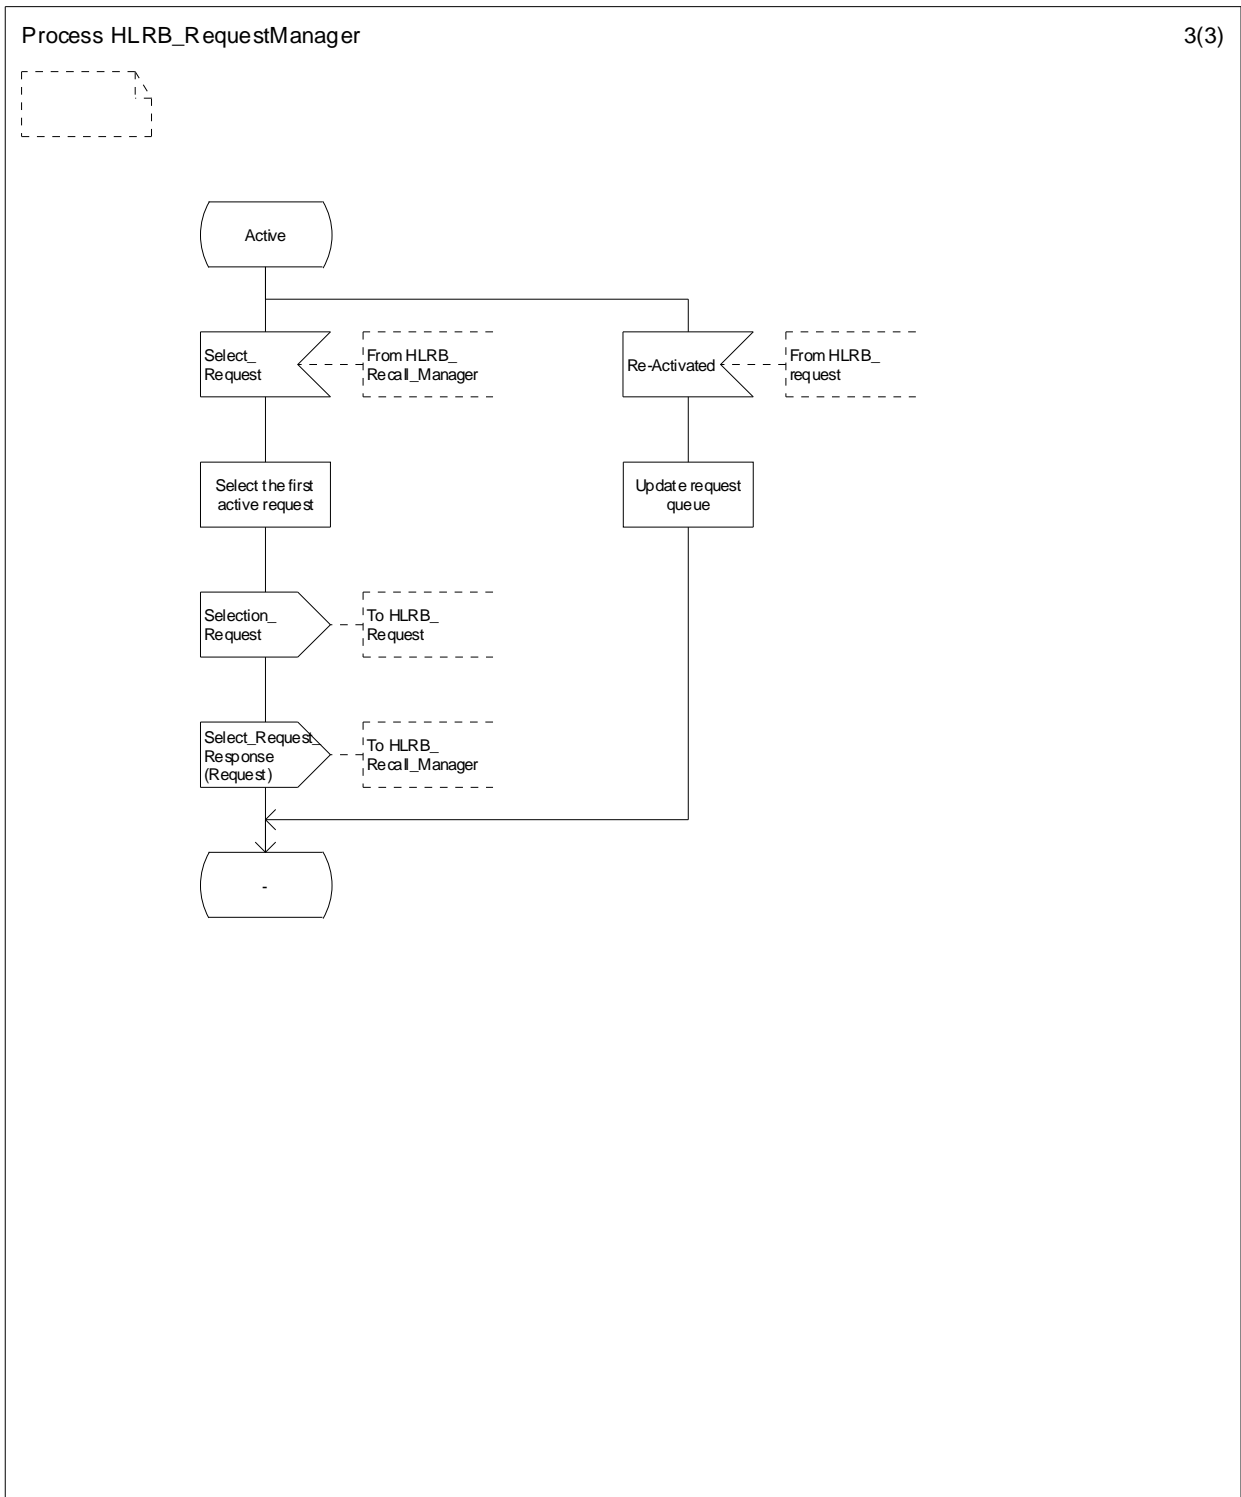 Process HLRB_RequestManager
3(3)
Active
Select_
Request
From HLRB_
Recall_Manager
Re-Activated
From HLRB_
request
Select the first
active request
Update request
queue
Selection_
Request
To HLRB_
Request
Select_Request_
Response
(Request)
To HLRB_
Recall_Manager
-